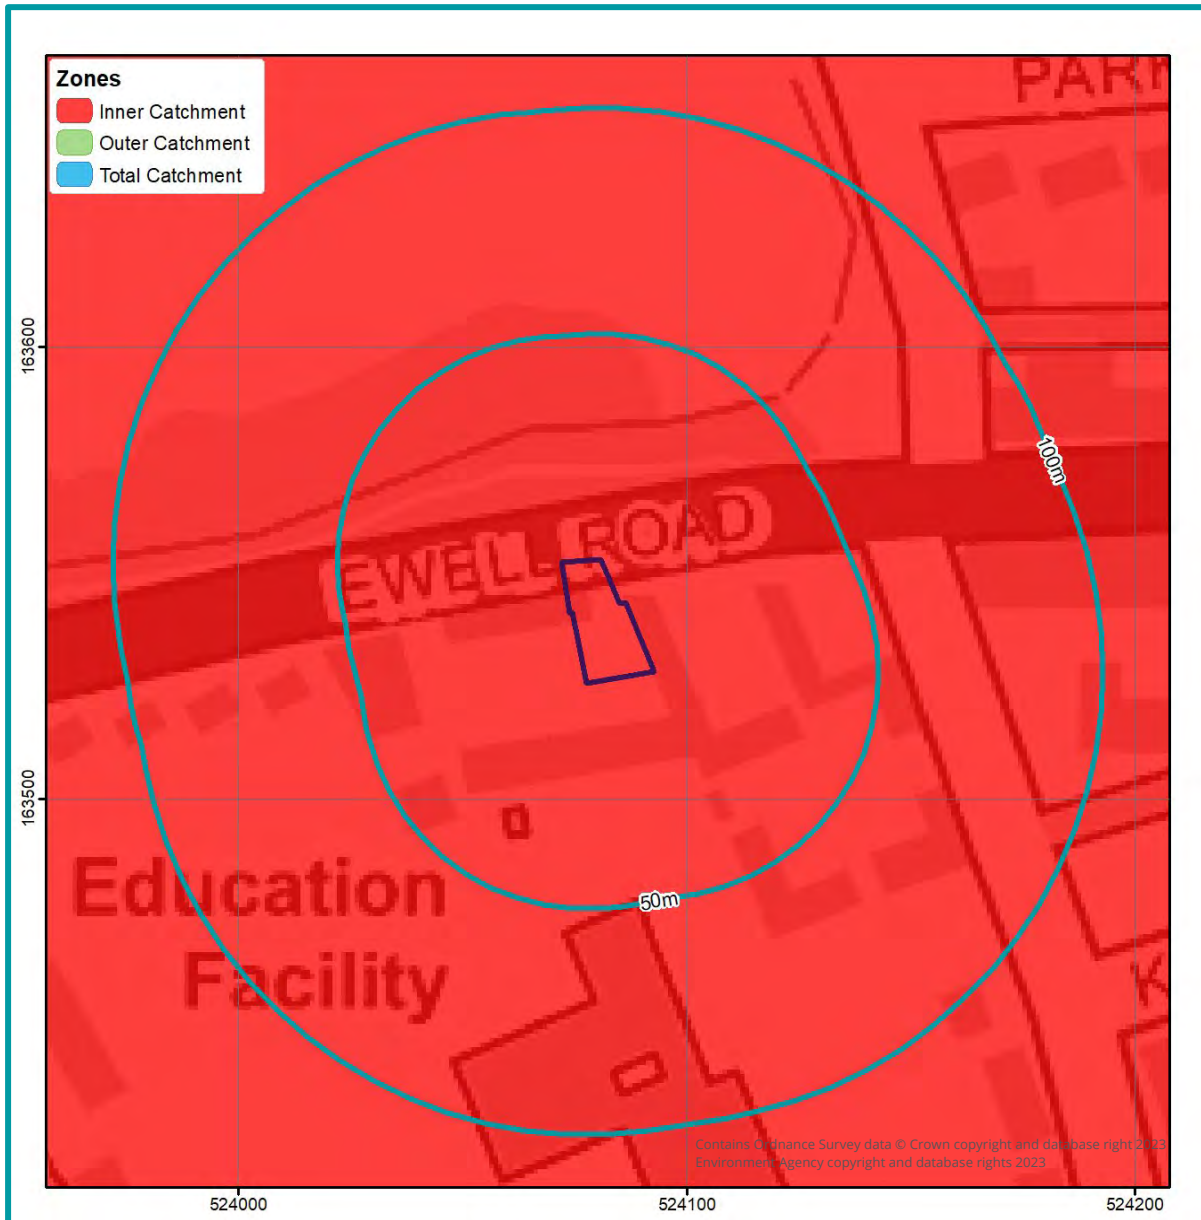 Zones
Inner Catchment
Outer Catchment
Total Catchment
PARK
163600
100m
EWELL ROAD
163500
50m
Education
Facility
K
Contains Ordnance Survey data © Crown copyright and database right 2023
Environment Agency copyright and database rights 2023
524000
524100
524200